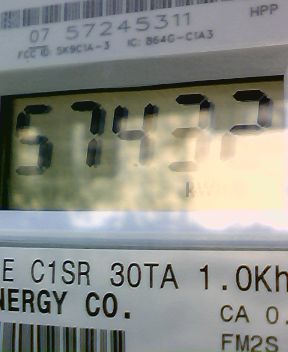 HPP
07 57245311
FCC ID: SK9C1A-3 IC: 864G-C1A3
57432
kWh
E C1SR 30TA 1.0Kh
NERGY CO.
CA 0.
FM2S